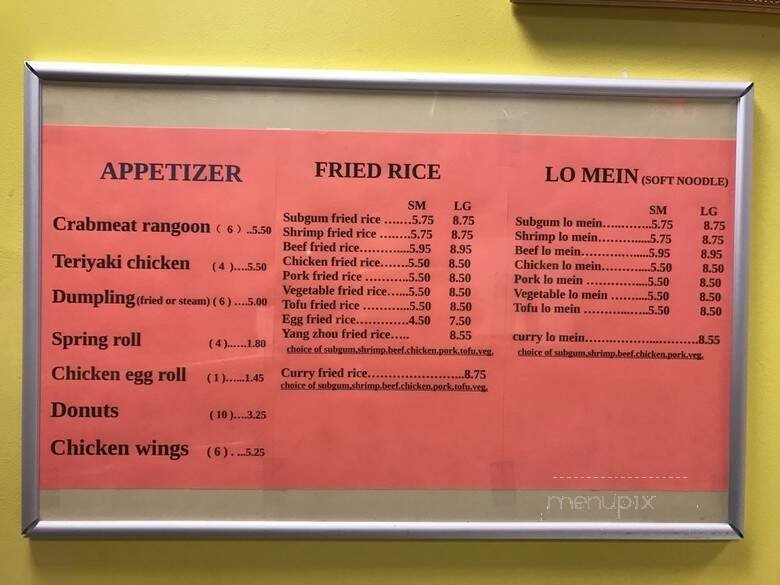 APPETIZER
Crabmeat rangoon ( 6 ) ..5.50
Teriyaki chicken ( 4 )....5.50
Dumpling (fried or steam) ( 6 ) ....5.00
Spring roll ( 4 )......1.80
Chicken egg roll ( 1 )......1.45
Donuts ( 10 )....3.25
Chicken wings ( 6 ) . ...5.25
FRIED RICE
SM LG
Subgum fried rice .......5.75 8.75
Shrimp fried rice ........5.75 8.75
Beef fried rice............5.95 8.95
Chicken fried rice.......5.50 8.50
Pork fried rice ...........5.50 8.50
Vegetable fried rice......5.50 8.50
Tofu fried rice ............5.50 8.50
Egg fried rice............4.50 7.50
Yang zhou fried rice..... 8.55
choice of subgum,shrimp,beef,chicken,pork,tofu,veg,
Curry fried rice........................8.75
choice of subgum,shrimp,beef,chicken,pork,tofu,veg,
LO MEIN (SOFT NOODLE)
SM LG
Subgum lo mein............5.75 8.75
Shrimp lo mein............5.75 8.75
Beef lo mein................5.95 8.95
Chicken lo mein...........5.50 8.50
Pork lo mein ...............5.50 8.50
Vegetable lo mein .........5.50 8.50
Tofu lo mein ...............5.50 8.50
curry lo mein..............................8.55
choice of subgum,shrimp,beef,chicken,pork,veg,
menupix